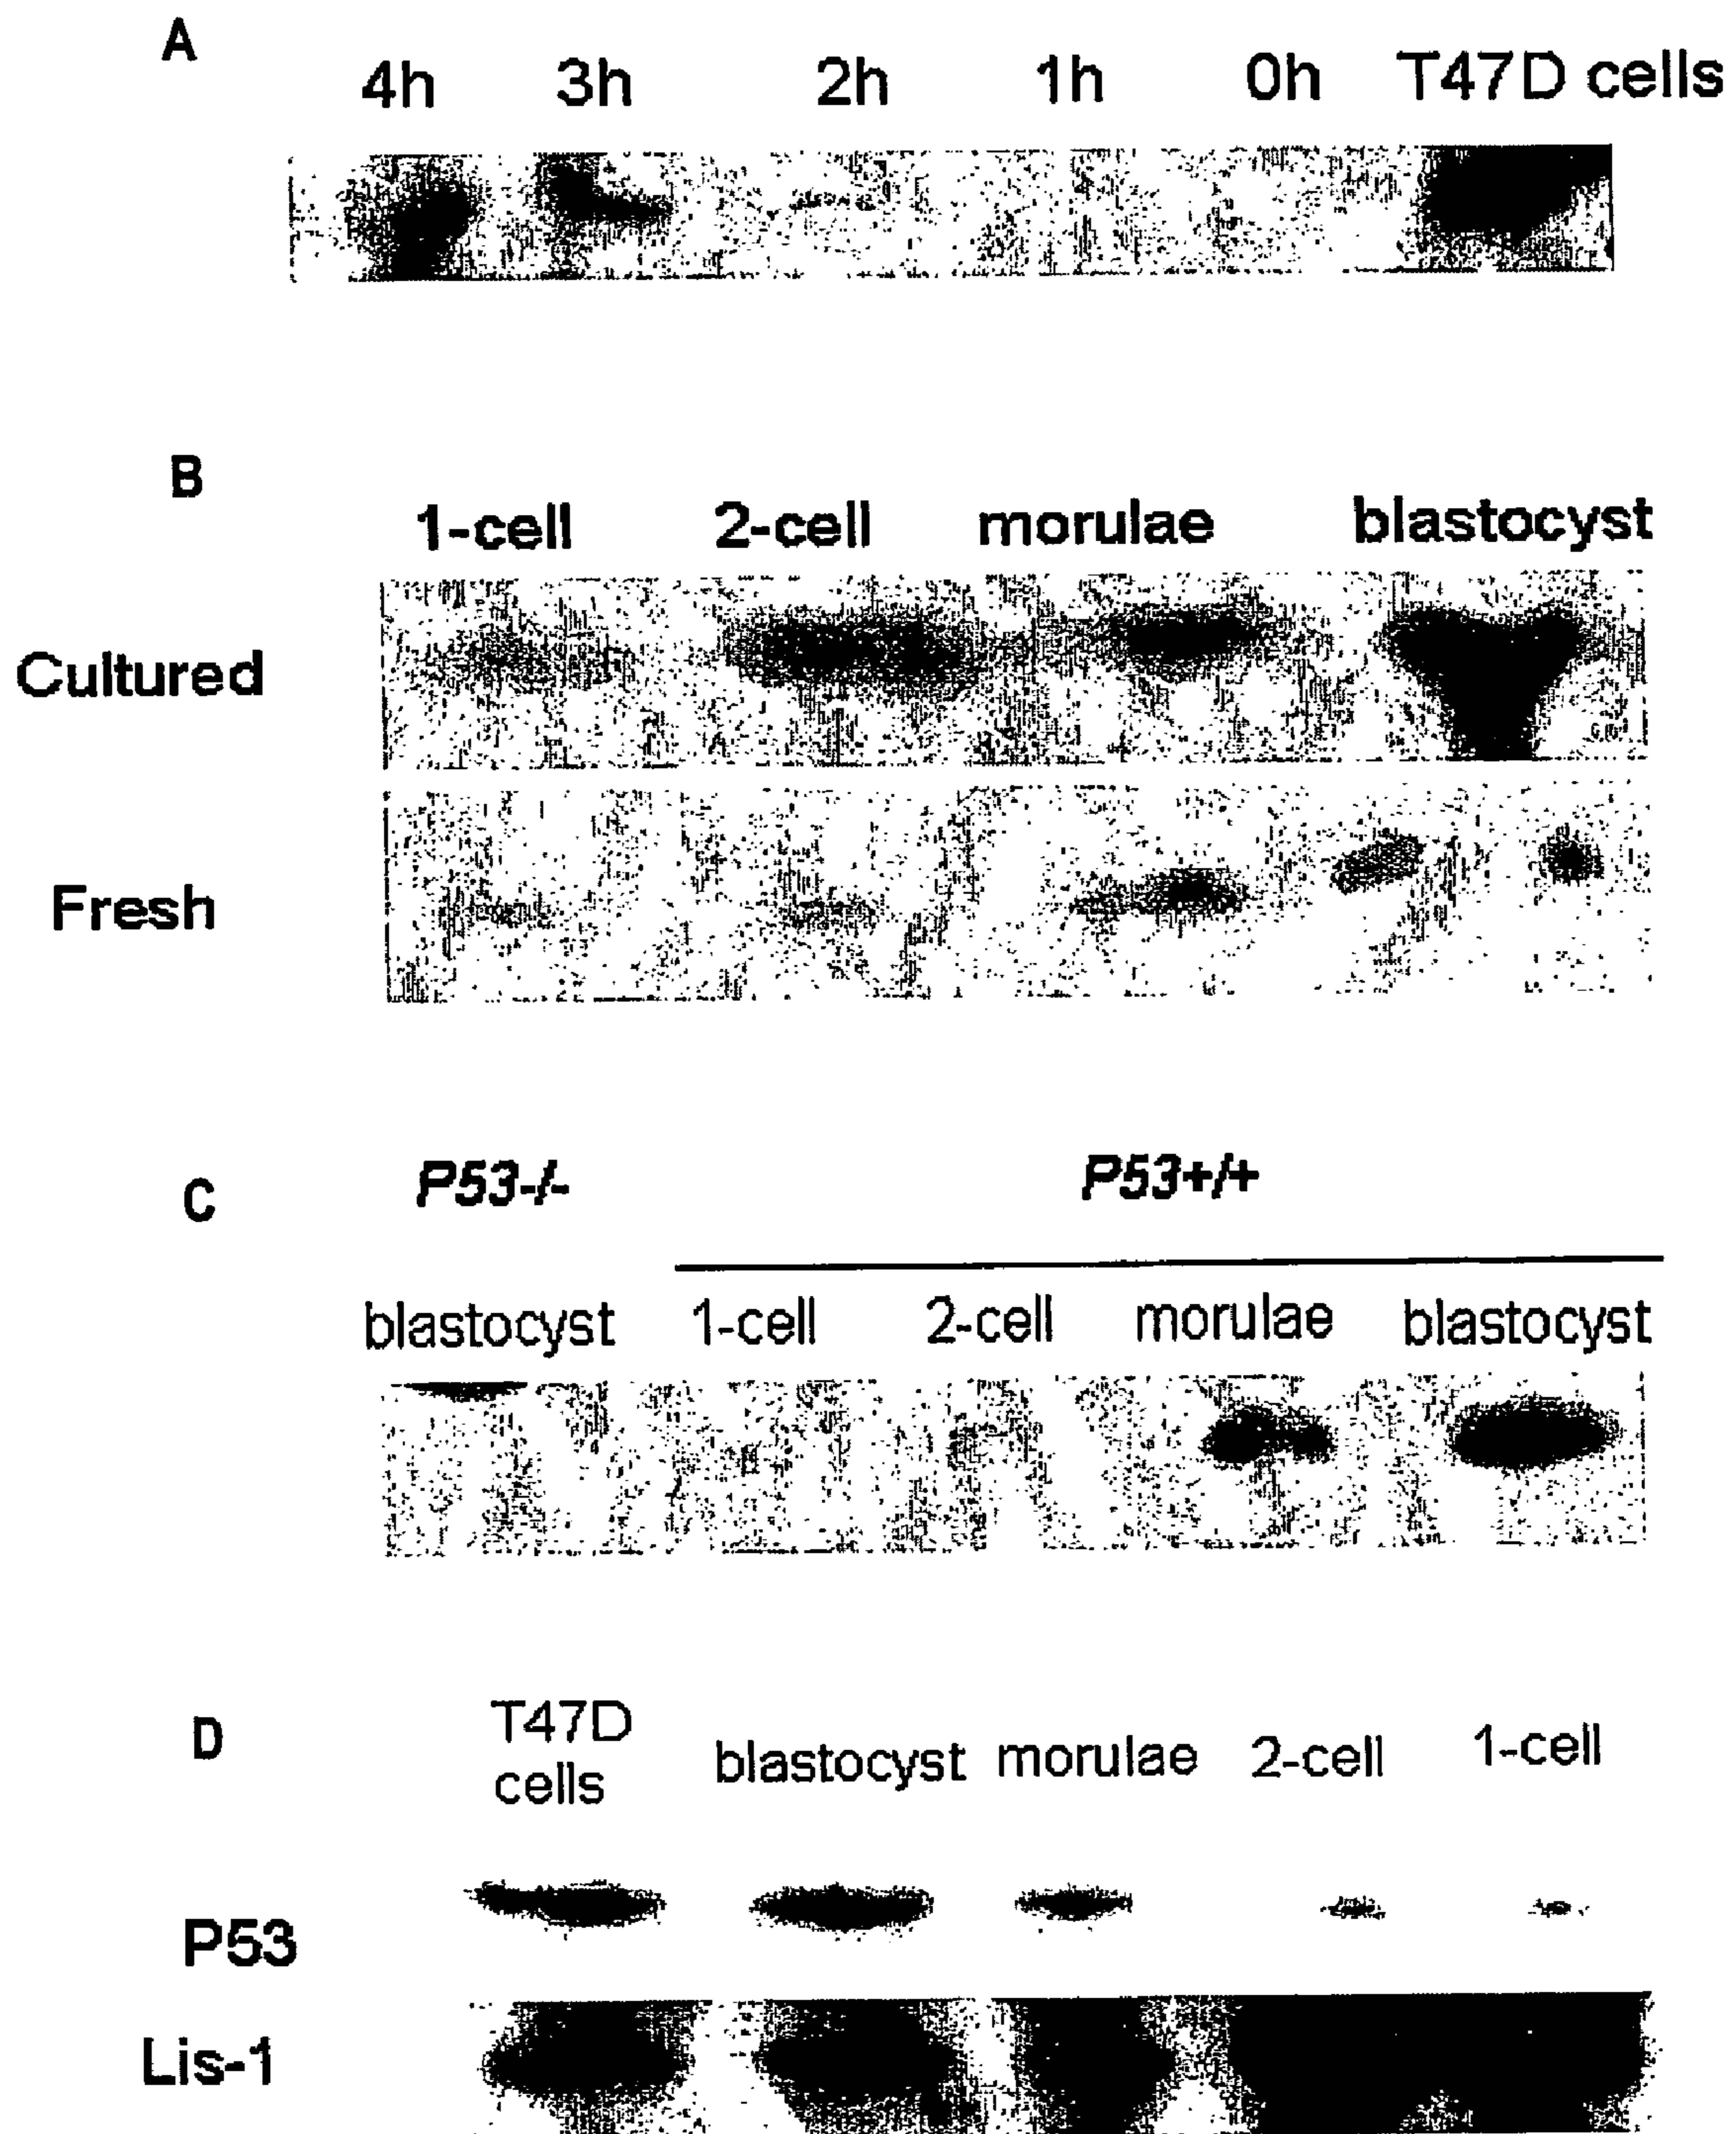 A
4h 3h 2h 1h 0h T47D cells
B
1-cell 2-cell morulae blastocyst
Cultured
Fresh
C
P53-/- P53+/+
blastocyst 1-cell 2-cell morulae blastocyst
D
T47D
cells blastocyst morulae 2-cell 1-cell
P53
Lis-1